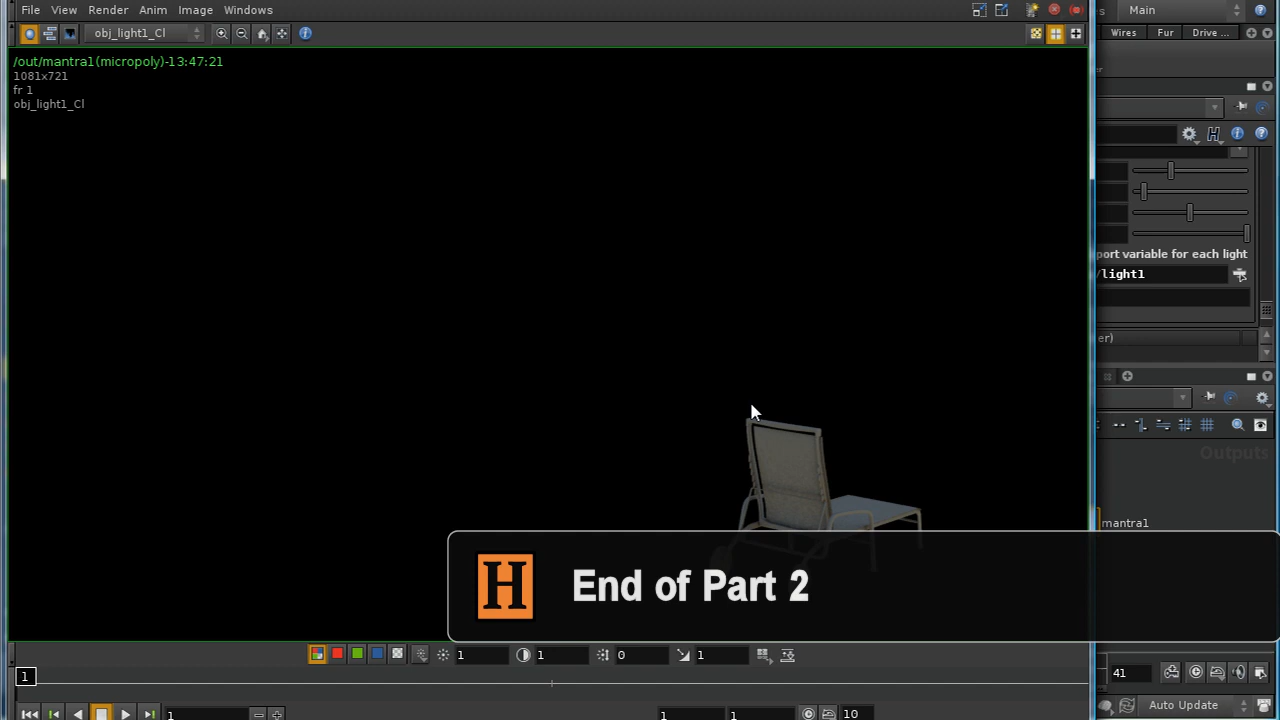 File View Render Anim Image Windows
Main
obj_light1_Cl
Wires Fur Drive ...
/out/mantra1(micropoly)-13:47:21
1081x721
fr 1
obj_light1_Cl
port variable for each light
/light1
er)
Outputs
mantra1
H End of Part 2
1 1 0 1
1
41
1 1 1 10
Auto Update